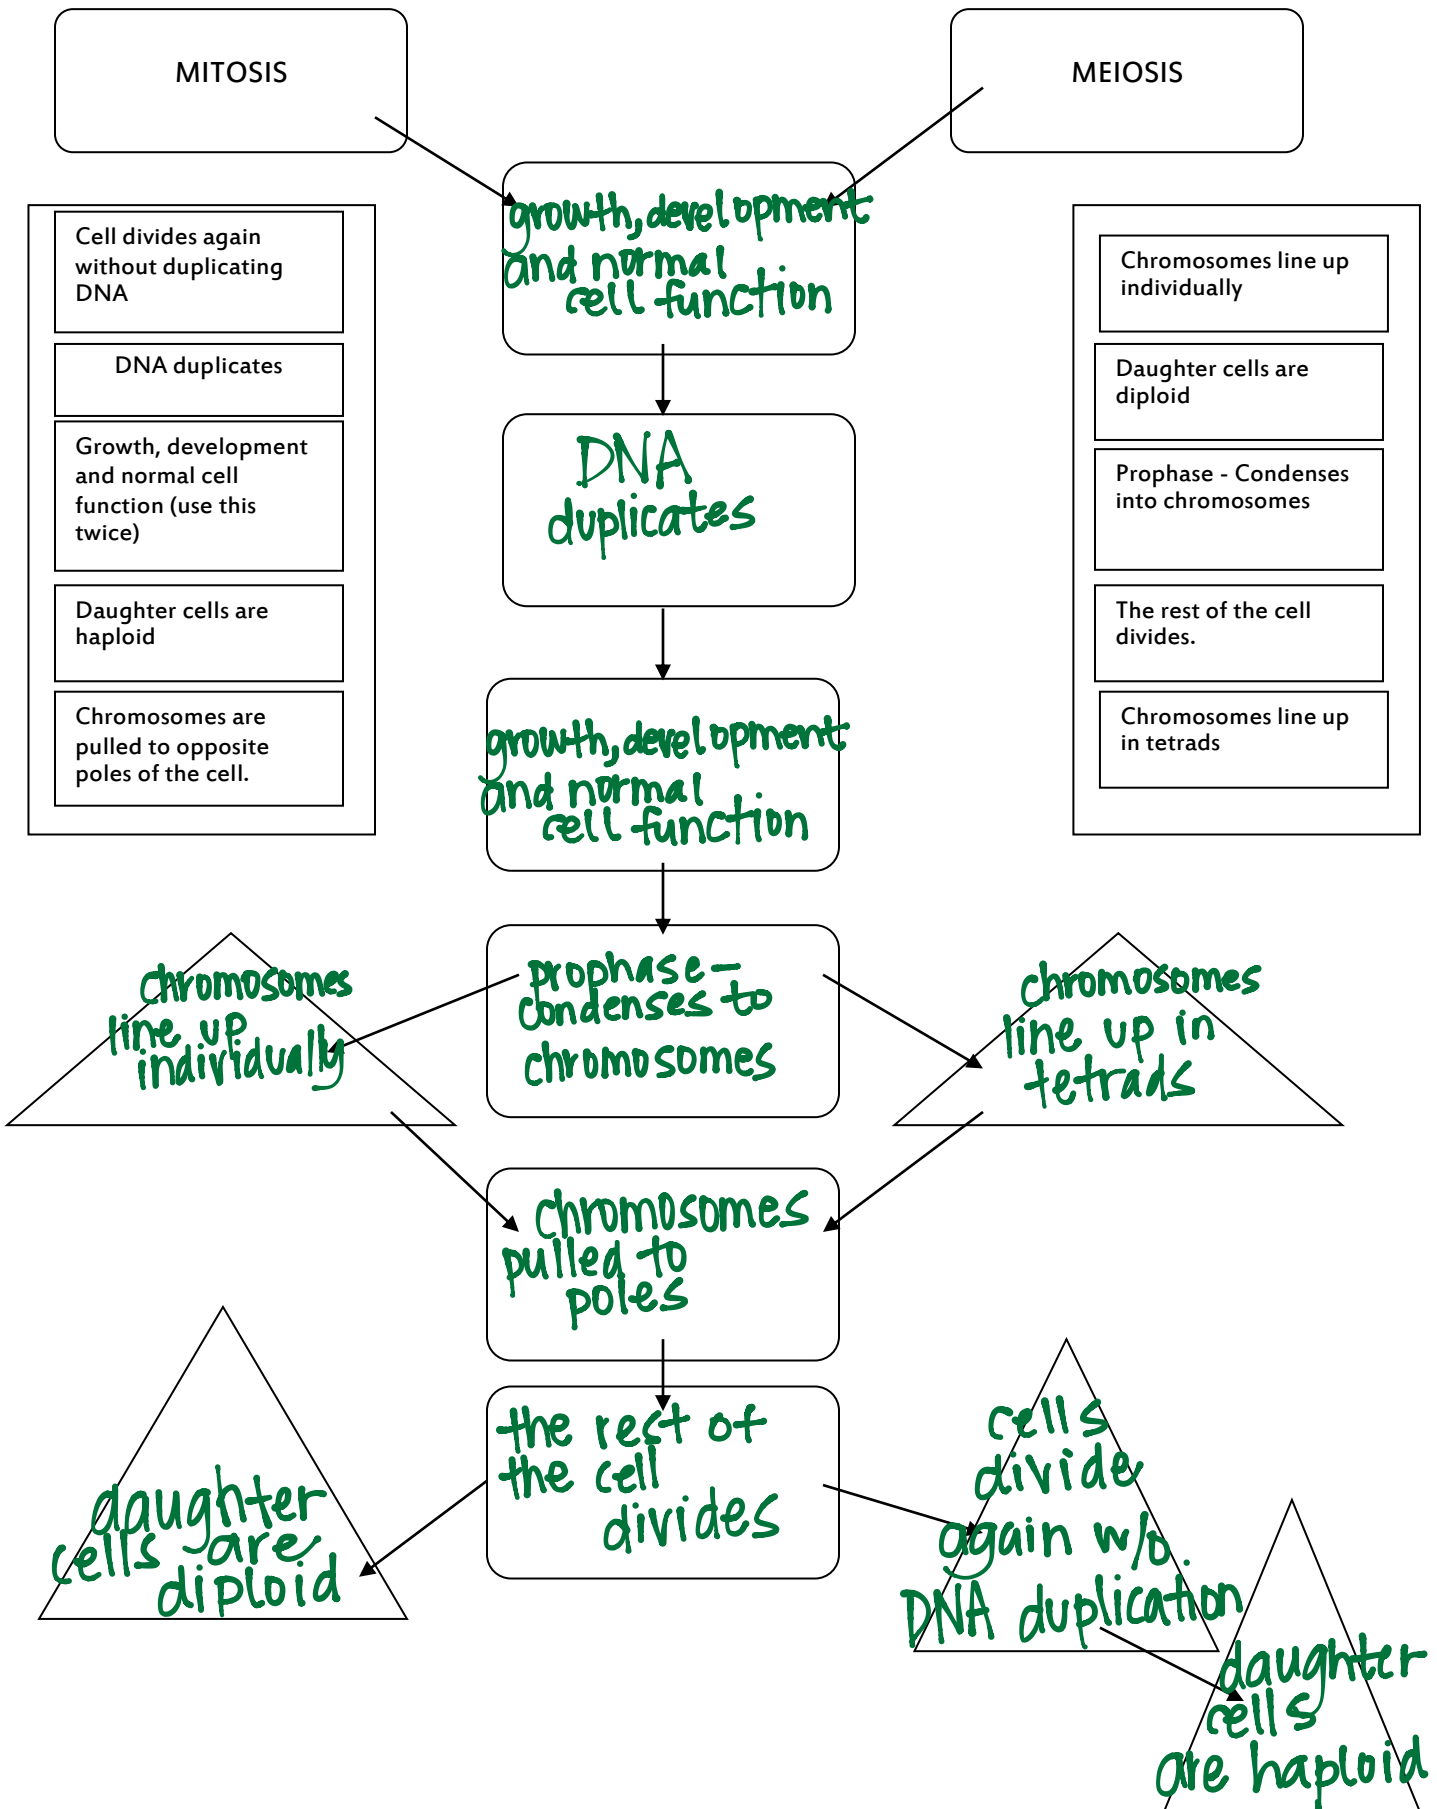 MITOSIS
MEIOSIS
growth, development
and normal
cell function
Cell divides again
without duplicating
DNA
DNA duplicates
Growth, development
and normal cell
function (use this
twice)
Daughter cells are
haploid
Chromosomes are
pulled to opposite
poles of the cell.
Chromosomes line up
individually
Daughter cells are
diploid
Prophase - Condenses
into chromosomes
The rest of the cell
divides.
Chromosomes line up
in tetrads
DNA
duplicates
growth, development
and normal
cell function
chromosomes
line up
individually
prophase -
condenses to
chromosomes
chromosomes
line up in
tetrads
chromosomes
pulled to
poles
the rest of
the cell
divides
daughter
cells are
diploid
cells
divide
again w/o
DNA duplication
daughter
cells
are haploid